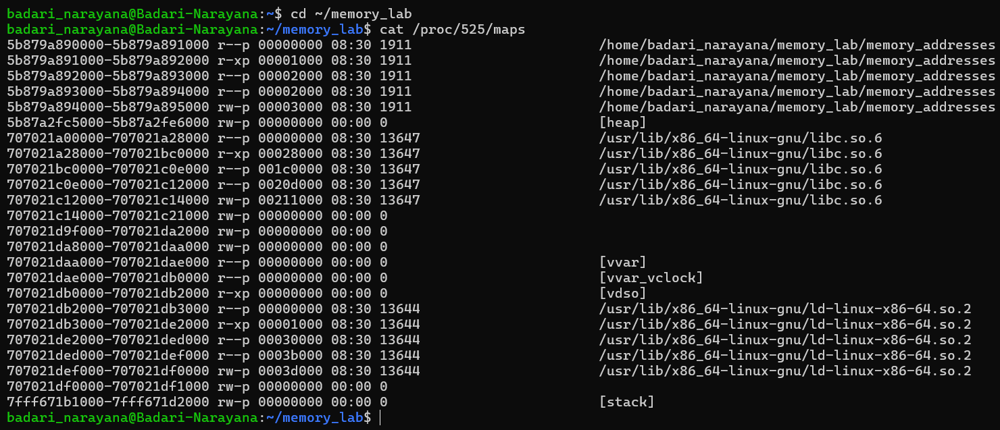 badari_narayana@Badari-Narayana:~$ cd ~/memory_lab
badari_narayana@Badari-Narayana:~/memory_lab$ cat /proc/525/maps
5b879a890000-5b879a891000 r--p 00000000 08:30 1911                       /home/badari_narayana/memory_lab/memory_addresses
5b879a891000-5b879a892000 r-xp 00001000 08:30 1911                       /home/badari_narayana/memory_lab/memory_addresses
5b879a892000-5b879a893000 r--p 00002000 08:30 1911                       /home/badari_narayana/memory_lab/memory_addresses
5b879a893000-5b879a894000 r--p 00002000 08:30 1911                       /home/badari_narayana/memory_lab/memory_addresses
5b879a894000-5b879a895000 rw-p 00003000 08:30 1911                       /home/badari_narayana/memory_lab/memory_addresses
5b87a2fc5000-5b87a2fe6000 rw-p 00000000 00:00 0                          [heap]
707021a00000-707021a28000 r--p 00000000 08:30 13647                      /usr/lib/x86_64-linux-gnu/libc.so.6
707021a28000-707021bc0000 r-xp 00028000 08:30 13647                      /usr/lib/x86_64-linux-gnu/libc.so.6
707021bc0000-707021c0e000 r--p 001c0000 08:30 13647                      /usr/lib/x86_64-linux-gnu/libc.so.6
707021c0e000-707021c12000 r--p 0020d000 08:30 13647                      /usr/lib/x86_64-linux-gnu/libc.so.6
707021c12000-707021c14000 rw-p 00211000 08:30 13647                      /usr/lib/x86_64-linux-gnu/libc.so.6
707021c14000-707021c21000 rw-p 00000000 00:00 0
707021d9f000-707021da2000 rw-p 00000000 00:00 0
707021da8000-707021daa000 rw-p 00000000 00:00 0
707021daa000-707021dae000 r--p 00000000 00:00 0                          [vvar]
707021dae000-707021db0000 r--p 00000000 00:00 0                          [vvar_vclock]
707021db0000-707021db2000 r-xp 00000000 00:00 0                          [vdso]
707021db2000-707021db3000 r--p 00000000 08:30 13644                      /usr/lib/x86_64-linux-gnu/ld-linux-x86-64.so.2
707021db3000-707021de2000 r-xp 00001000 08:30 13644                      /usr/lib/x86_64-linux-gnu/ld-linux-x86-64.so.2
707021de2000-707021ded000 r--p 00030000 08:30 13644                      /usr/lib/x86_64-linux-gnu/ld-linux-x86-64.so.2
707021ded000-707021def000 r--p 0003b000 08:30 13644                      /usr/lib/x86_64-linux-gnu/ld-linux-x86-64.so.2
707021def000-707021df0000 rw-p 0003d000 08:30 13644                      /usr/lib/x86_64-linux-gnu/ld-linux-x86-64.so.2
707021df0000-707021df1000 rw-p 00000000 00:00 0
7fff671b1000-7fff671d2000 rw-p 00000000 00:00 0                          [stack]
badari_narayana@Badari-Narayana:~/memory_lab$